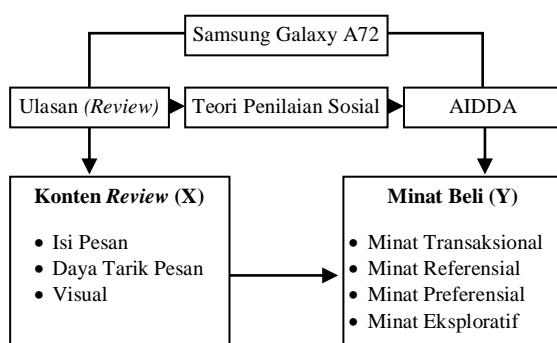 Samsung Galaxy A72
Ulasan (Review)
Teori Penilaian Sosial
AIDDA
Konten Review (X)
• Isi Pesan
• Daya Tarik Pesan
• Visual
Minat Beli (Y)
• Minat Transaksional
• Minat Referensial
• Minat Preferensial
• Minat Eksploratif